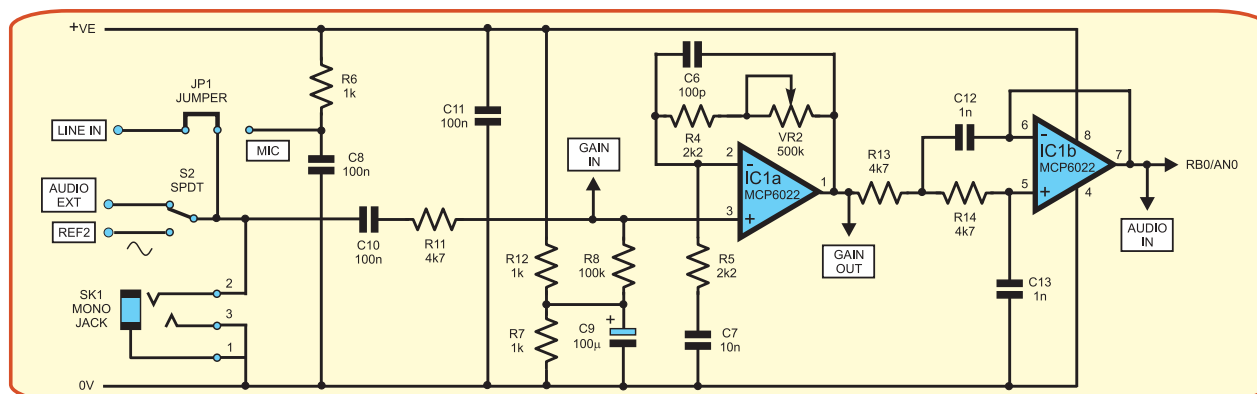 +VE
JP1
JUMPER
LINE IN
R6
1k
MIC
C8
100n
S2
SPDT
AUDIO
EXT
REF2
SK1
MONO
JACK
2
3
1
0V
C10
100n
R11
4k7
C11
100n
GAIN
IN
R12
1k
R8
100k
R7
1k
+
C9
100µ
C6
100p
R4
2k2
VR2
500k
2
-
IC1a
MCP6022
1
3
+
R5
2k2
C7
10n
GAIN
OUT
R13
4k7
C12
1n
R14
4k7
6
-
8
IC1b
MCP6022
7
5
+
4
C13
1n
RB0/AN0
AUDIO
IN